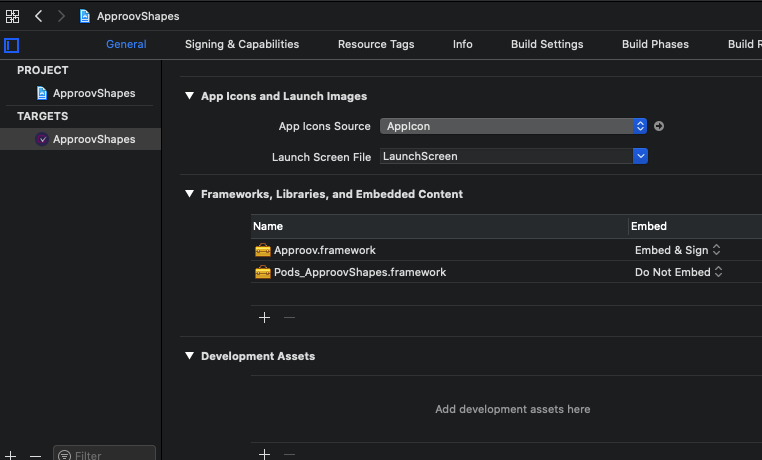 ApproovShapes
General Signing & Capabilities Resource Tags Info Build Settings Build Phases Build R
PROJECT
ApproovShapes
TARGETS
ApproovShapes
App Icons and Launch Images
App Icons Source AppIcon
Launch Screen File LaunchScreen
Frameworks, Libraries, and Embedded Content
Name Embed
Approov.framework Embed & Sign
Pods_ApproovShapes.framework Do Not Embed
Development Assets
Add development assets here
Filter